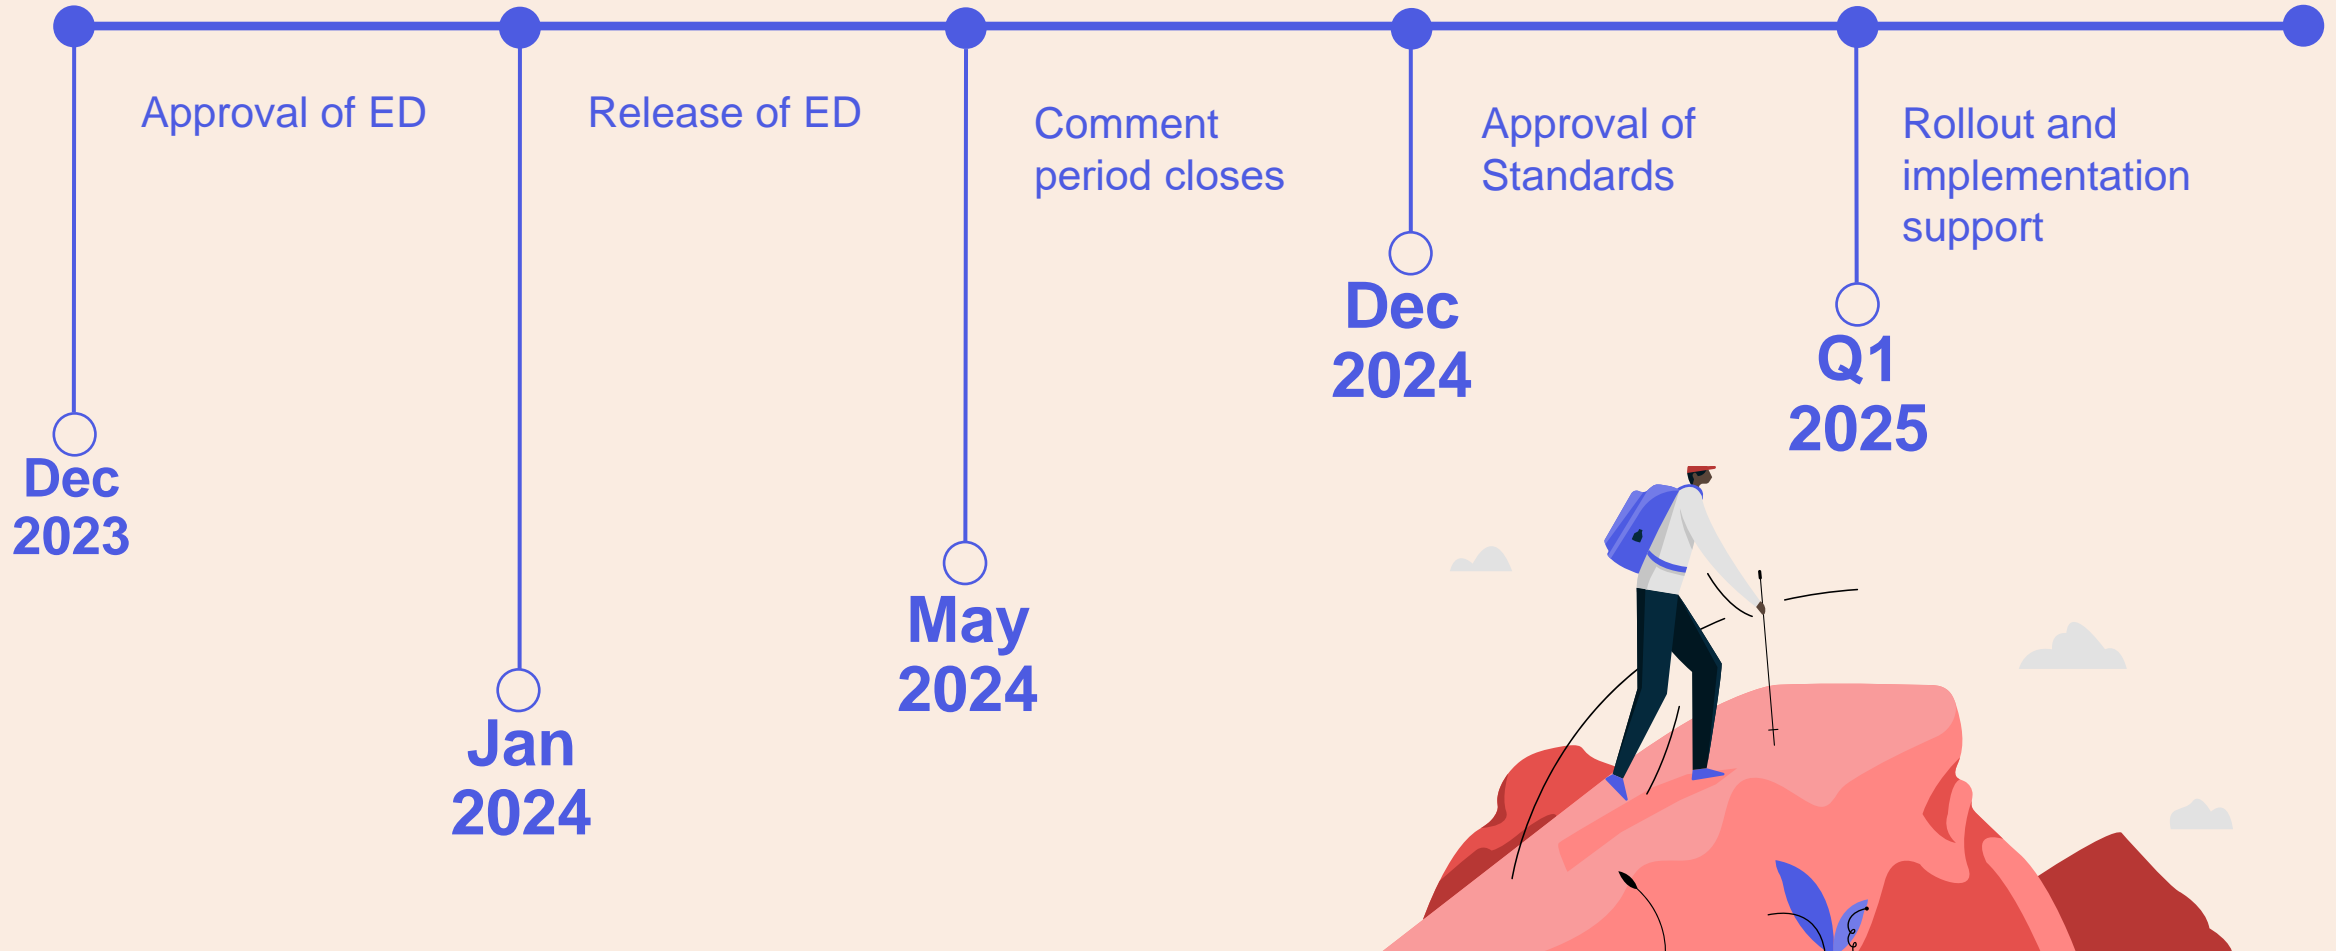 Approval of ED
Dec
2023
Release of ED
Jan
2024
Comment
period closes
May
2024
Approval of
Standards
Dec
2024
Rollout and
implementation
support
Q1
2025